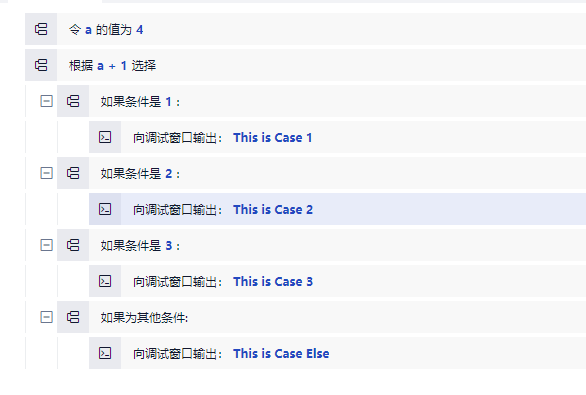 令 a 的值为 4
根据 a + 1 选择
如果条件是 1 :
向调试窗口输出: This is Case 1
如果条件是 2 :
向调试窗口输出: This is Case 2
如果条件是 3 :
向调试窗口输出: This is Case 3
如果为其他条件:
向调试窗口输出: This is Case Else